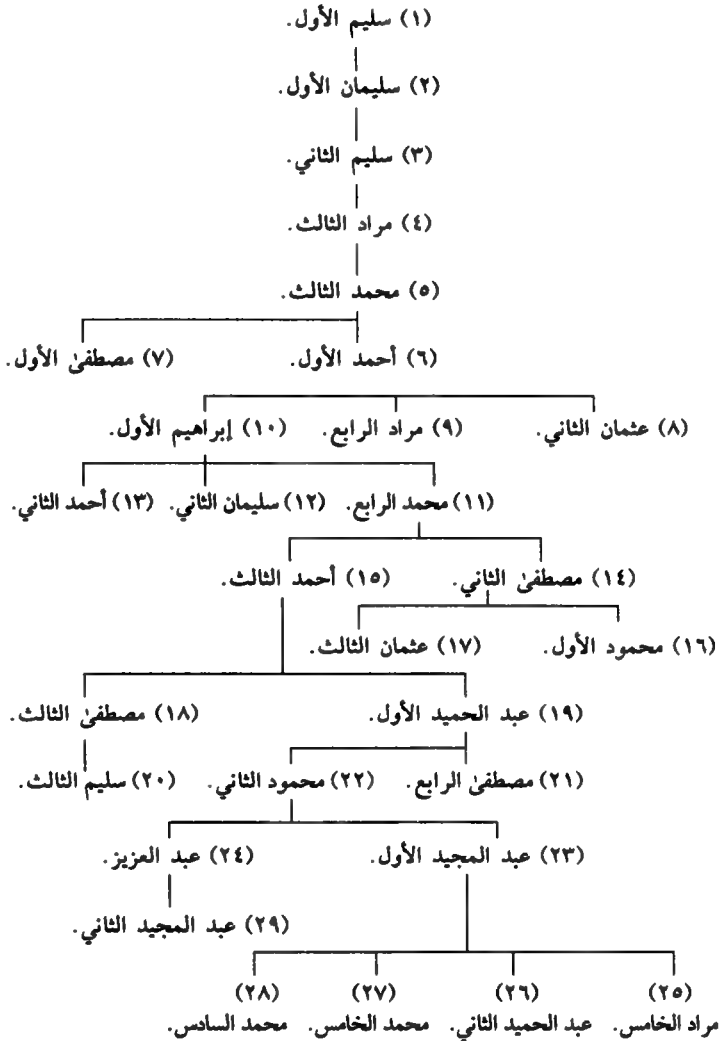 (١) سليم الأول.
(٢) سليمان الأول.
(٣) سليم الثاني.
(٤) مراد الثالث.
(٥) محمد الثالث.
(٦) أحمد الأول. (٧) مصطفىٰ الأول.
(٨) عثمان الثاني. (٩) مراد الرابع. (١٠) إبراهيم الأول.
(١١) محمد الرابع. (١٢) سليمان الثاني. (١٣) أحمد الثاني.
(١٤) مصطفىٰ الثاني. (١٥) أحمد الثالث.
(١٦) محمود الأول. (١٧) عثمان الثالث.
(١٩) عبد الحميد الأول. (١٨) مصطفىٰ الثالث.
(٢١) مصطفىٰ الرابع. (٢٢) محمود الثاني. (٢٠) سليم الثالث.
(٢٣) عبد المجيد الأول. (٢٤) عبد العزيز.
(٢٩) عبد المجيد الثاني.
(٢٥) (٢٦) (٢٧) (٢٨)
مراد الخامس. عبد الحميد الثاني. محمد الخامس. محمد السادس.